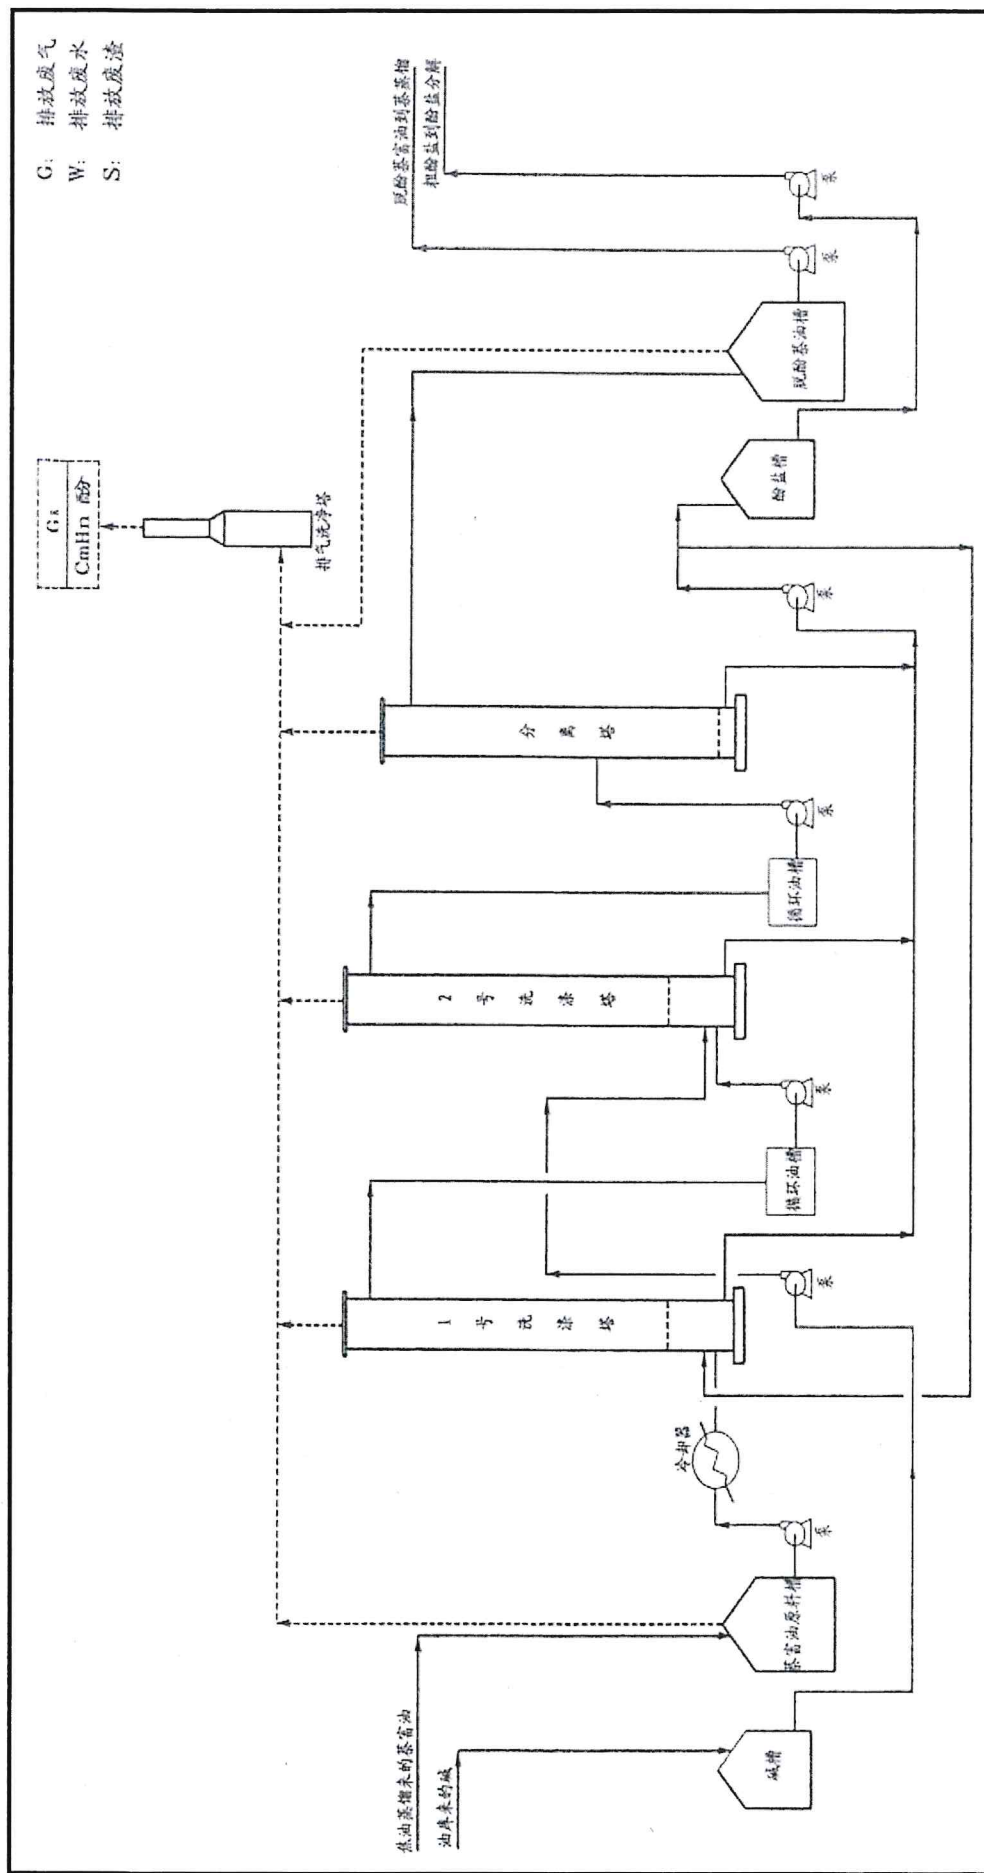 G: 排放废气
W: 排放废水
S: 排放废渣
G₈
CmHn 酚
排气洗净塔
脱酚萘富油到萘蒸馏
粗酚盐到酚盐分解
焦油蒸馏来的萘富油
油库来的碱
碱槽
萘富油原料槽
泵
冷却器
1号洗涤塔
泵
循环油槽
泵
2号洗涤塔
循环油槽
泵
分离塔
泵
酚盐槽
脱酚萘油槽
泵
泵